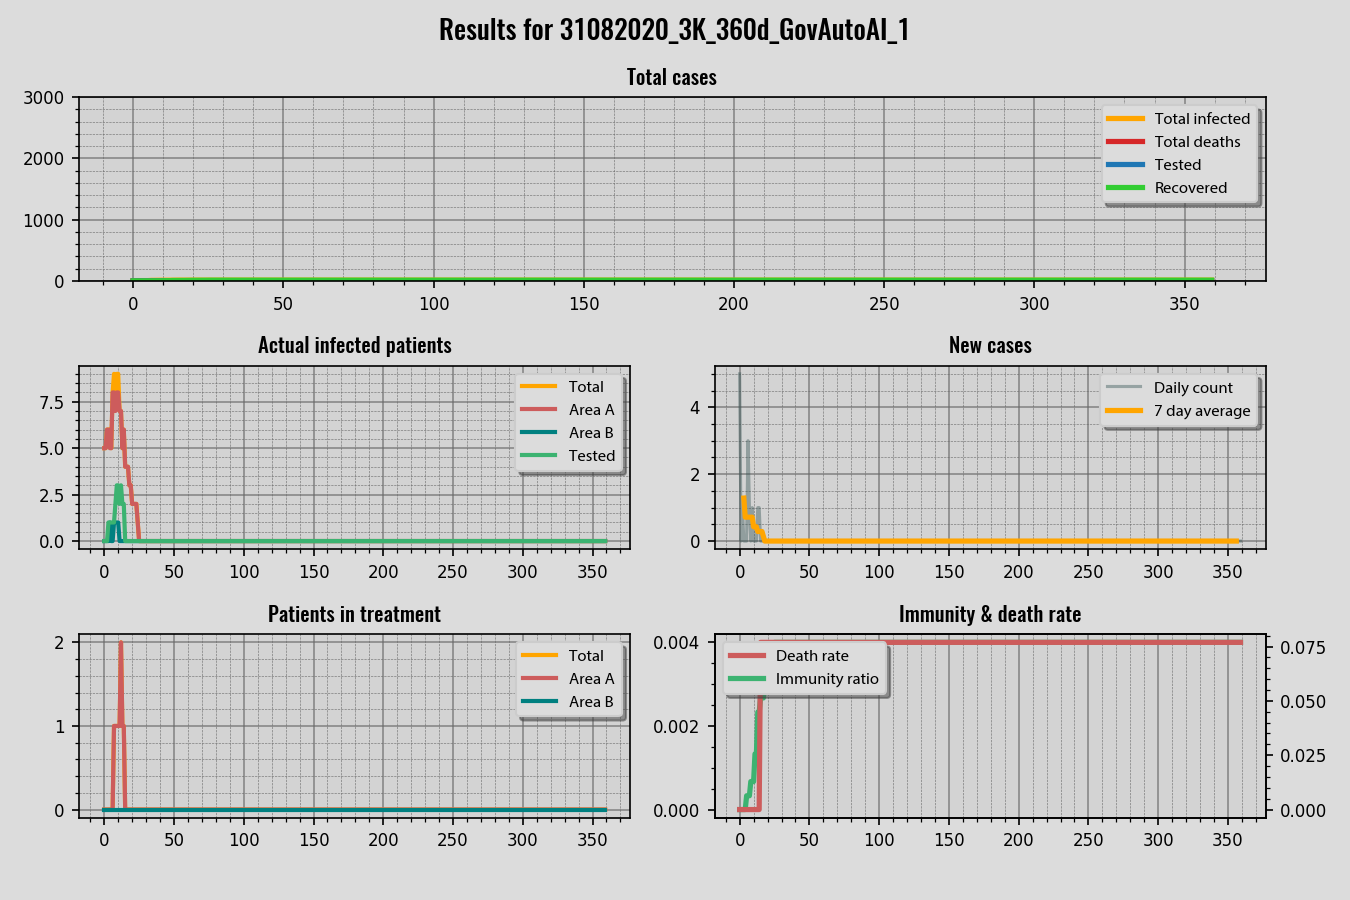 Results for 31082020_3K_360d_GovAutoAI_1
Total cases
3000
2000
1000
0
Total infected
Total deaths
Tested
Recovered
0 50 100 150 200 250 300 350
Actual infected patients
7.5
5.0
2.5
0.0
Total
Area A
Area B
Tested
0 50 100 150 200 250 300 350
New cases
4
2
0
Daily count
7 day average
0 50 100 150 200 250 300 350
Patients in treatment
2
1
0
Total
Area A
Area B
0 50 100 150 200 250 300 350
Immunity & death rate
0.004
0.002
0.000
Death rate
Immunity ratio
0.075
0.050
0.025
0.000
0 50 100 150 200 250 300 350